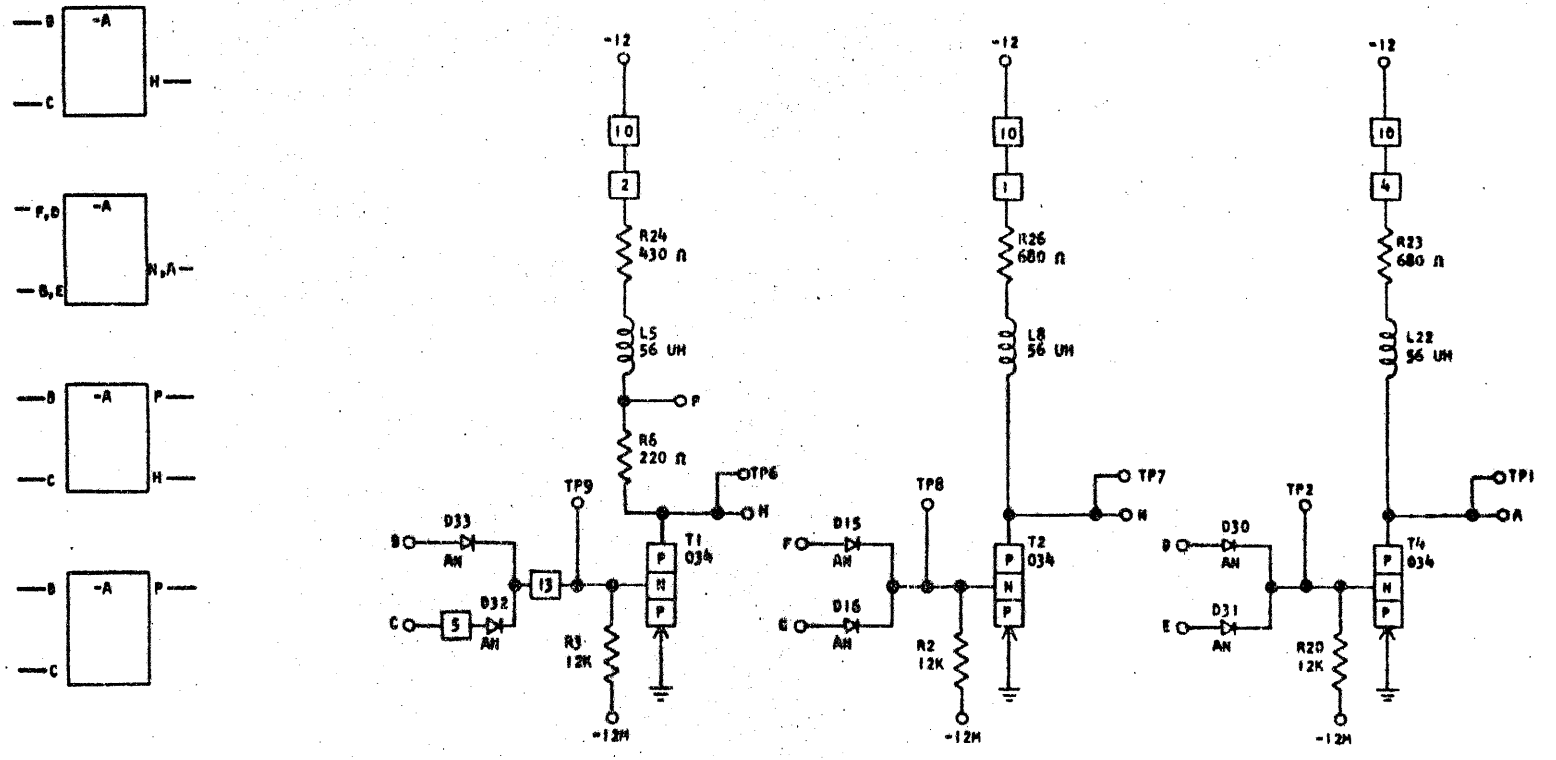 B
-A
H
C
F,D
-A
N,A
B,E
B
-A
P
C
H
B
-A
P
C
-12
10
2
R24
430 Ω
L5
56 UH
P
R6
220 Ω
TP6
H
TP9
D33
B
AN
T1
034
P
N
P
13
C
5
D32
AN
R3
12K
-12M
-12
10
1
R26
680 Ω
L8
56 UH
TP7
N
TP8
D15
F
AN
T2
034
P
N
P
D16
AN
R2
12K
-12M
-12
10
4
R23
680 Ω
L22
56 UH
TP1
A
TP2
D30
D
AN
T4
034
P
N
P
D31
E
AN
R20
12K
-12M